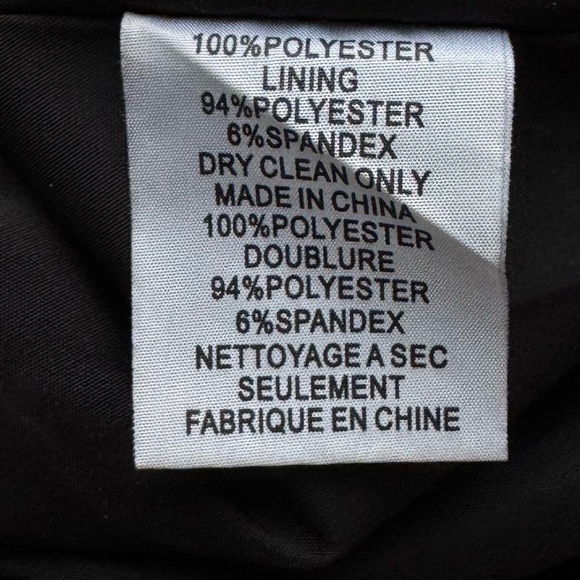 100%POLYESTER
LINING
94%POLYESTER
6%SPANDEX
DRY CLEAN ONLY
MADE IN CHINA
100%POLYESTER
DOUBLURE
94%POLYESTER
6%SPANDEX
NETTOYAGE A SEC
SEULEMENT
FABRIQUE EN CHINE